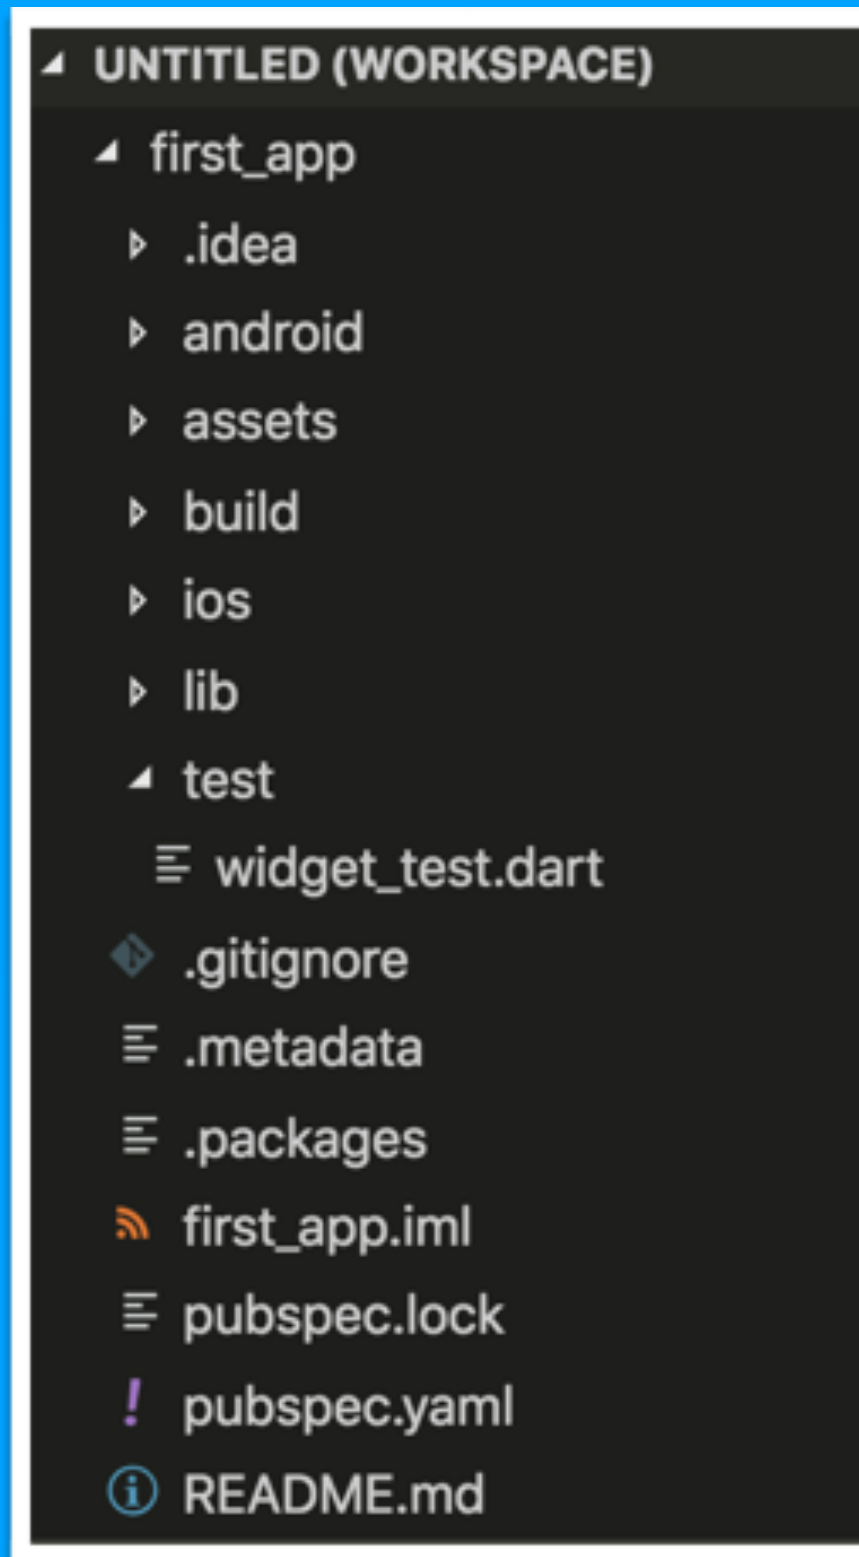 UNTITLED (WORKSPACE)
first_app
.idea
android
assets
build
ios
lib
test
widget_test.dart
.gitignore
.metadata
.packages
first_app.iml
pubspec.lock
pubspec.yaml
README.md